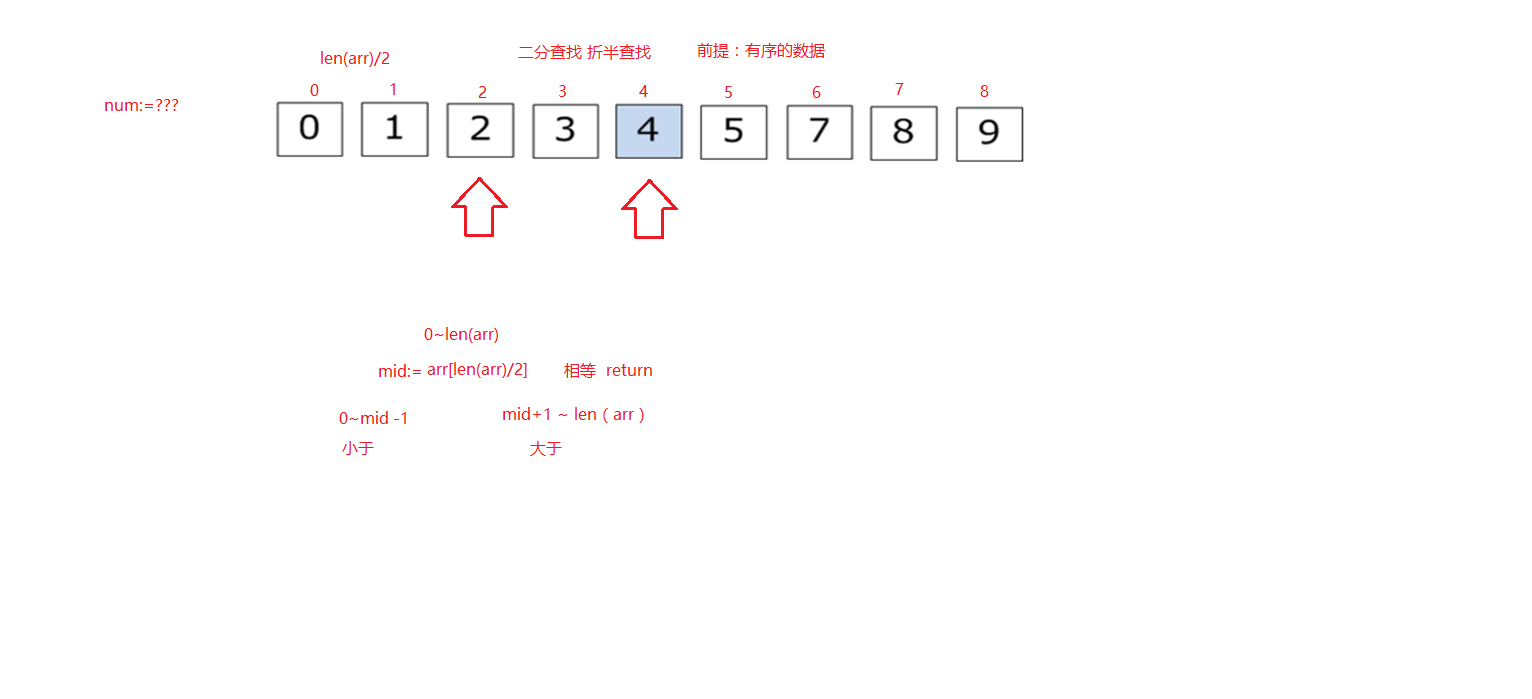 len(arr)/2
二分查找 折半查找
前提：有序的数据
num:=???
0 1 2 3 4 5 6 7 8
0 1 2 3 4 5 7 8 9
0~len(arr)
mid:= arr[len(arr)/2] 相等 return
0~mid -1 mid+1 ~ len（arr）
小于 大于